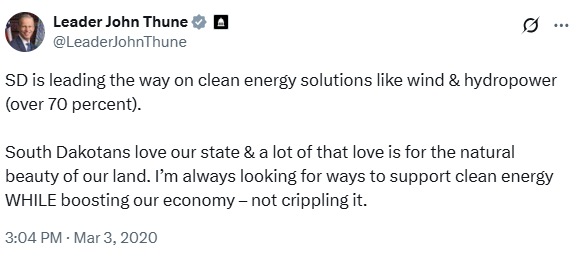 Leader John Thune
@LeaderJohnThune
SD is leading the way on clean energy solutions like wind & hydropower
(over 70 percent).
South Dakotans love our state & a lot of that love is for the natural
beauty of our land. I’m always looking for ways to support clean energy
WHILE boosting our economy – not crippling it.
3:04 PM · Mar 3, 2020